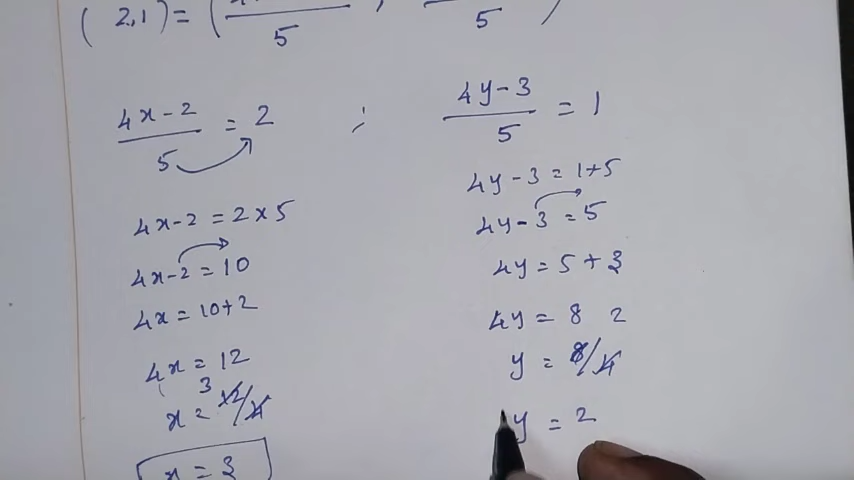 ( 2,1 ) = ( 5 , 5 )
4x - 2 / 5 = 2 ;
4x - 2 = 2 x 5
4x - 2 = 10
4x = 10 + 2
4x = 12
3
x = 12/4
x = 3
4y - 3 / 5 = 1
4y - 3 = 1+5
4y - 3 = 5
4y = 5 + 3
4y = 8 2
y = 8/4
y = 2